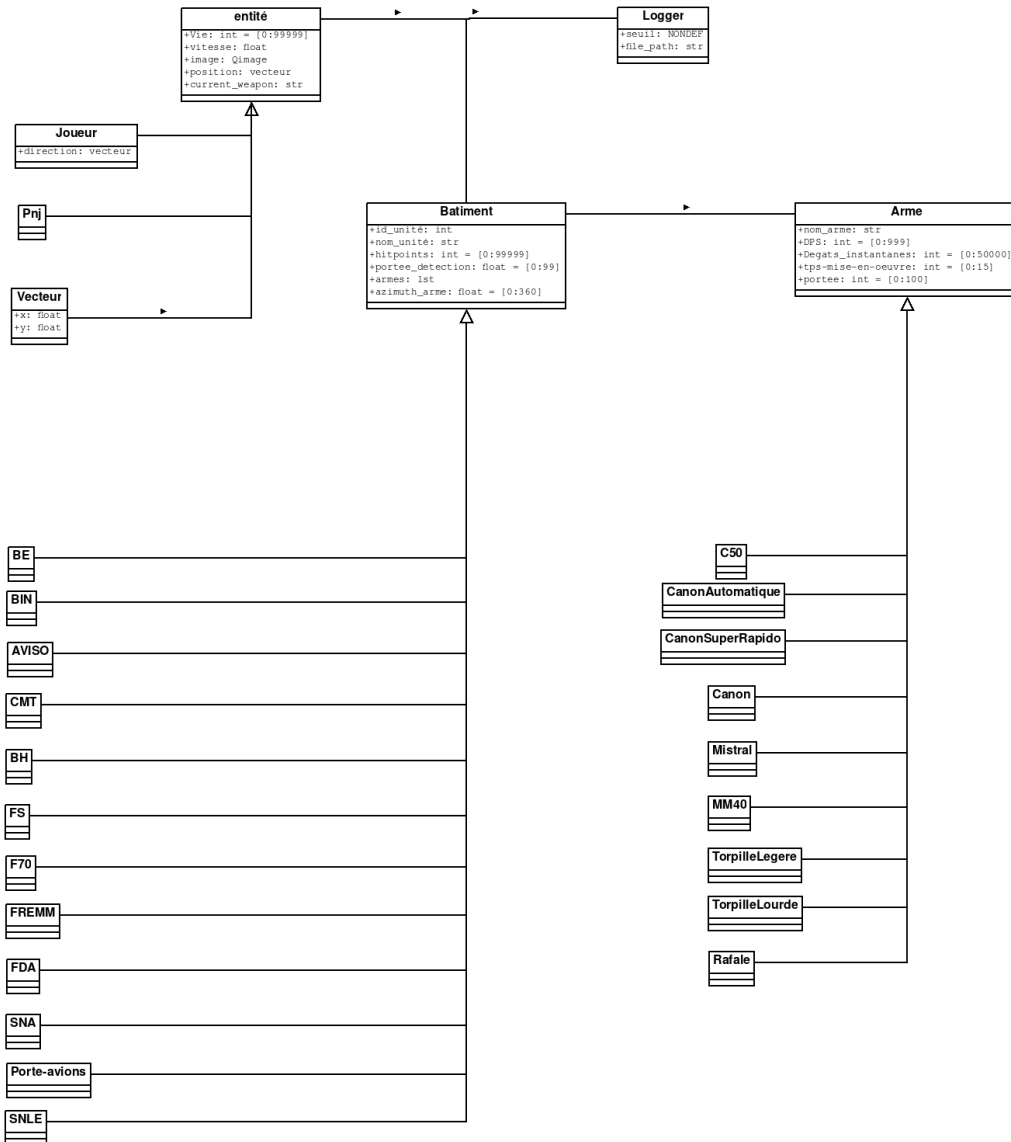 entité
+Vie: int = [0:99999]
+vitesse: float
+image: Qimage
+position: vecteur
+current_weapon: str
Logger
+seuil: NONDEF
+file_path: str
Joueur
+direction: vecteur
Pnj
Vecteur
+x: float
+y: float
Batiment
+id_unité: int
+nom_unité: str
+hitpoints: int = [0:99999]
+portee_detection: float = [0:99]
+armes: lst
+azimuth_arme: float = [0:360]
Arme
+nom_arme: str
+DPS: int = [0:999]
+Degats_instantanes: int = [0:50000]
+tps-mise-en-oeuvre: int = [0:15]
+portee: int = [0:100]
BE
BIN
AVISO
CMT
BH
FS
F70
FREMM
FDA
SNA
Porte-avions
SNLE
C50
CanonAutomatique
CanonSuperRapido
Canon
Mistral
MM40
TorpilleLegere
TorpilleLourde
Rafale